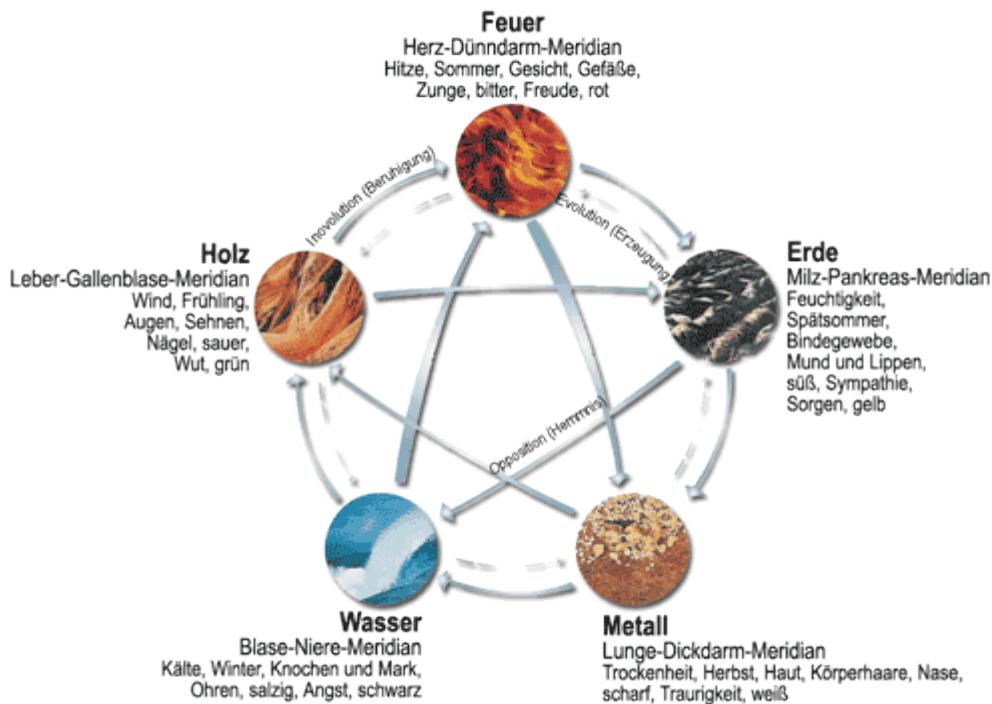 Feuer
Herz-Dünndarm-Meridian
Hitze, Sommer, Gesicht, Gefäße,
Zunge, bitter, Freude, rot
Inovolution (Beruhigung)
Evolution (Erzeugung)
Holz
Leber-Gallenblase-Meridian
Wind, Frühling,
Augen, Sehnen,
Nägel, sauer,
Wut, grün
Erde
Milz-Pankreas-Meridian
Feuchtigkeit,
Spätsommer,
Bindegewebe,
Mund und Lippen,
süß, Sympathie,
Sorgen, gelb
Opposition (Hemmnis)
Wasser
Blase-Niere-Meridian
Kälte, Winter, Knochen und Mark,
Ohren, salzig, Angst, schwarz
Metall
Lunge-Dickdarm-Meridian
Trockenheit, Herbst, Haut, Körperhaare, Nase,
scharf, Traurigkeit, weiß